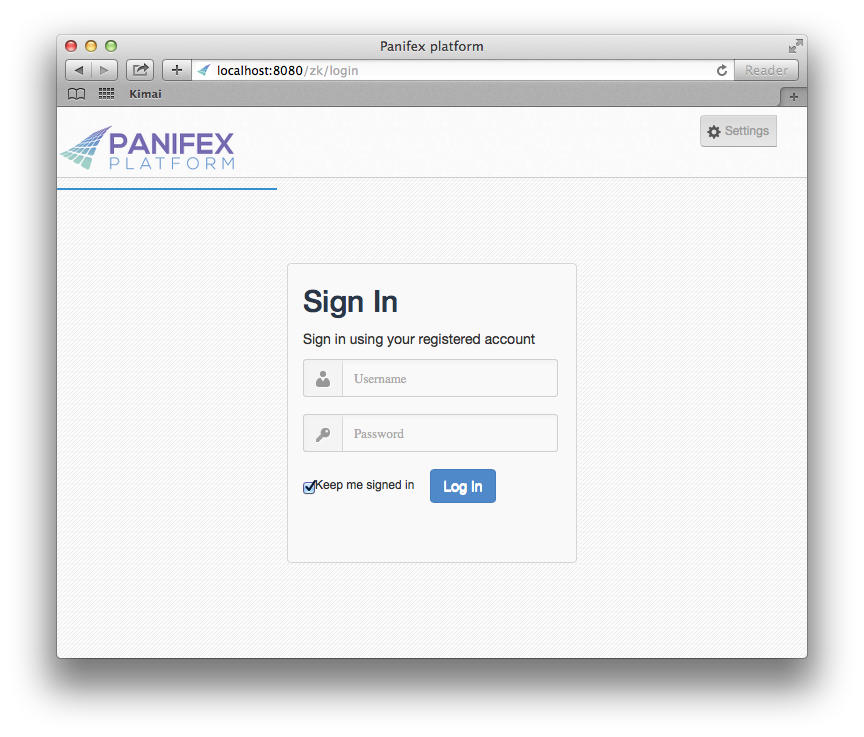 Panifex platform
localhost:8080/zk/login
Reader
Kimai
PANIFEX
PLATFORM
Settings
Sign In
Sign in using your registered account
Username
Password
Keep me signed in
Log In